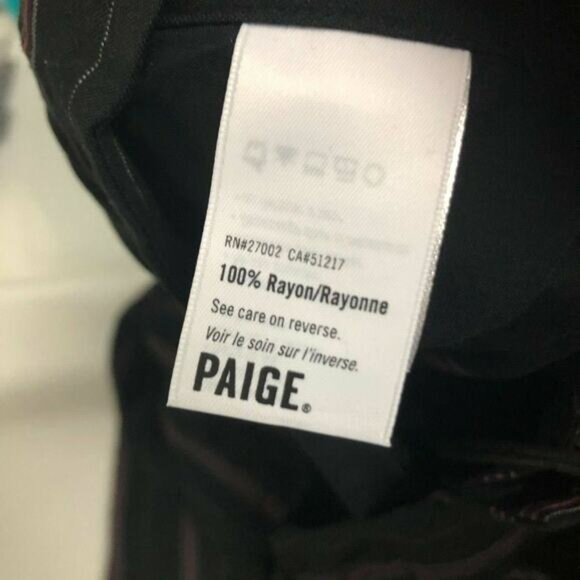 RN#27002 CA#51217
100% Rayon/Rayonne
See care on reverse.
Voir le soin sur l'inverse.
PAIGE®